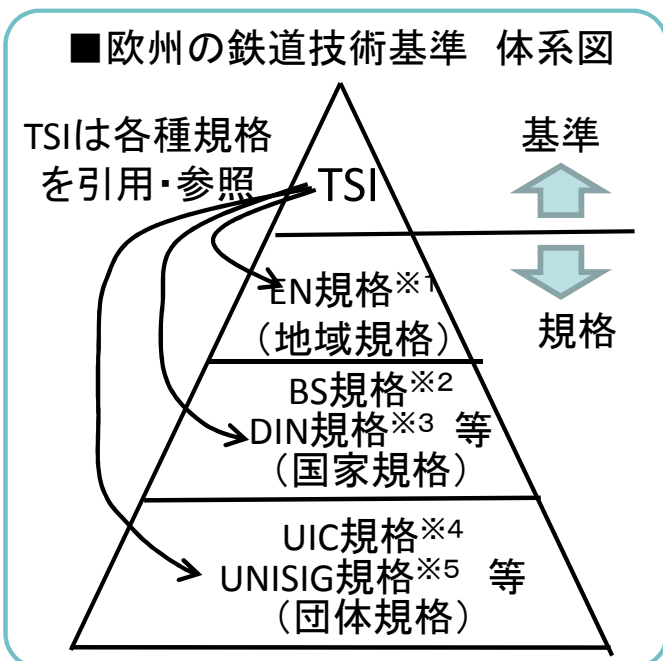 ■欧州の鉄道技術基準 体系図
TSIは各種規格
を引用・参照
TSI
基準
規格
EN規格※1
(地域規格)
BS規格※2
DIN規格※3 等
(国家規格)
UIC規格※4
UNISIG規格※5 等
(団体規格)